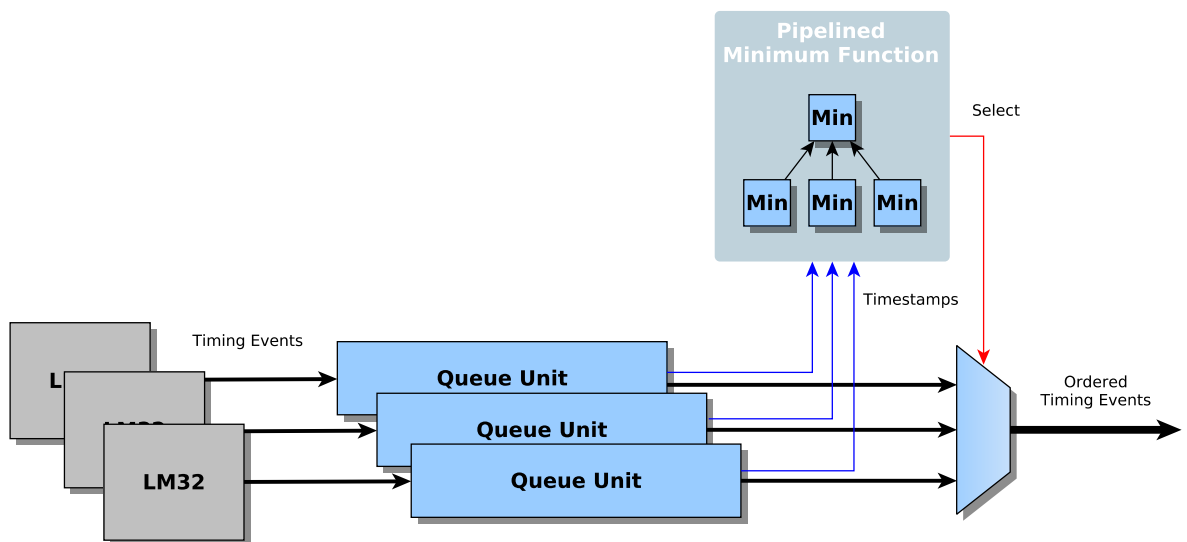 Pipelined
Minimum Function
Min
Select
Min Min Min
Timestamps
Timing Events
Queue Unit
Ordered
Timing Events
Queue Unit
LM32
Queue Unit